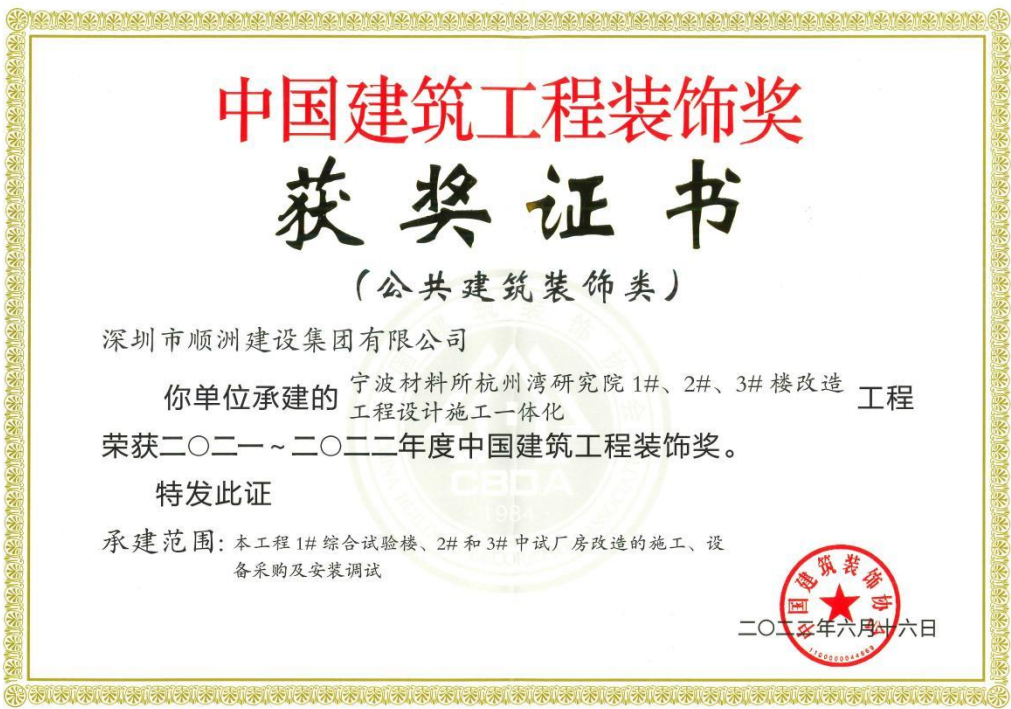 中国建筑工程装饰奖
获奖证书
(公共建筑装饰类)
深圳市顺洲建设集团有限公司
你单位承建的 宁波材料所杭州湾研究院 1#、2#、3# 楼改造工程设计施工一体化 工程
荣获二〇二一~二〇二二年度中国建筑工程装饰奖。
特发此证
承建范围: 本工程 1# 综合试验楼、2# 和 3# 中试厂房改造的施工、设
备采购及安装调试
中国建筑装饰协会
二〇二三年六月十六日
CBDA
1984